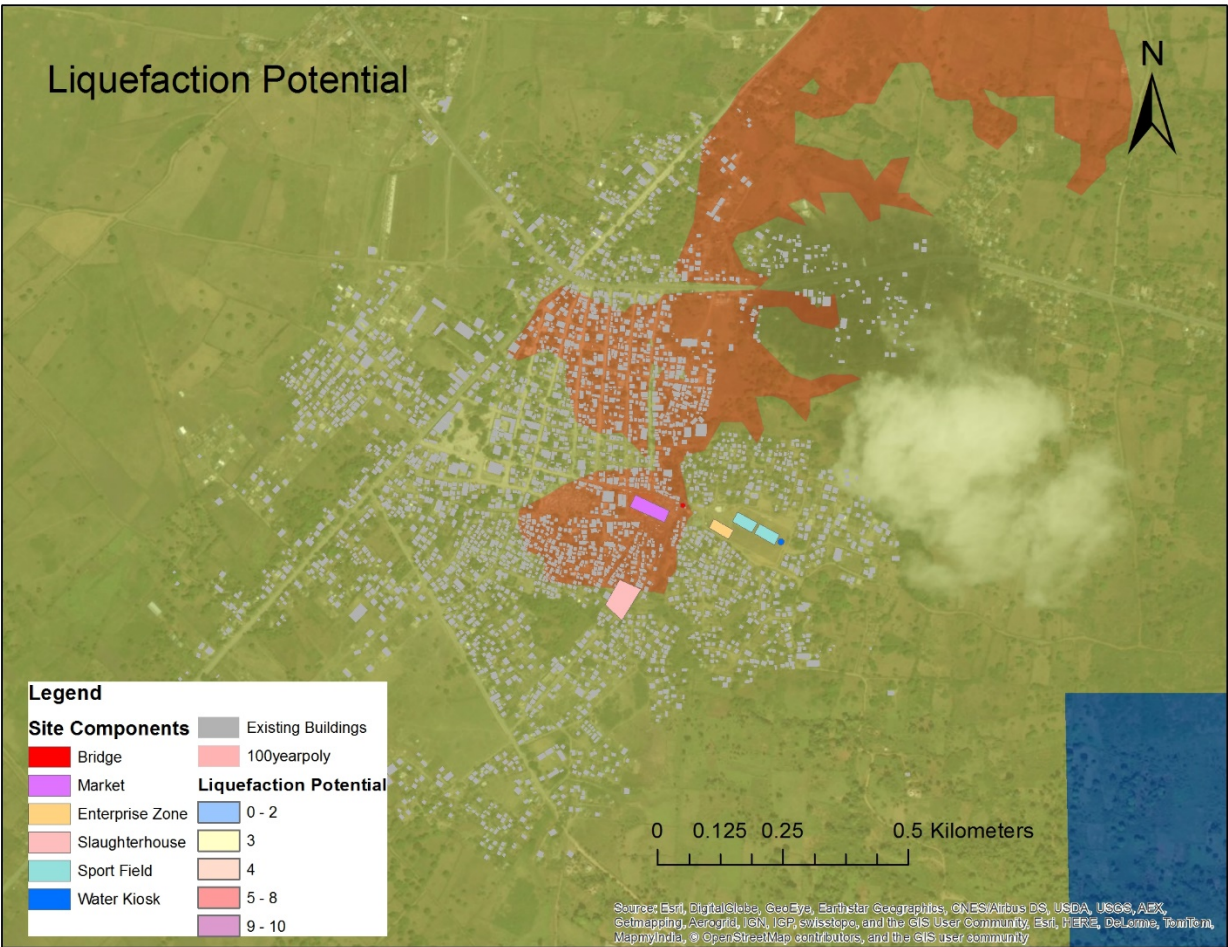 Liquefaction Potential
N
Legend
Site Components
Bridge
Market
Enterprise Zone
Slaughterhouse
Sport Field
Water Kiosk
Existing Buildings
100yearpoly
Liquefaction Potential
0 - 2
3
4
5 - 8
9 - 10
0 0.125 0.25 0.5 Kilometers
Source: Esri, DigitalGlobe, GeoEye, Earthstar Geographics, CNES/Airbus DS, USDA, USGS, AEX,
Getmapping, Aerogrid, IGN, IGP, swisstopo, and the GIS User Community, Esri, HERE, DeLorme, TomTom,
MapmyIndia, © OpenStreetMap contributors, and the GIS user community